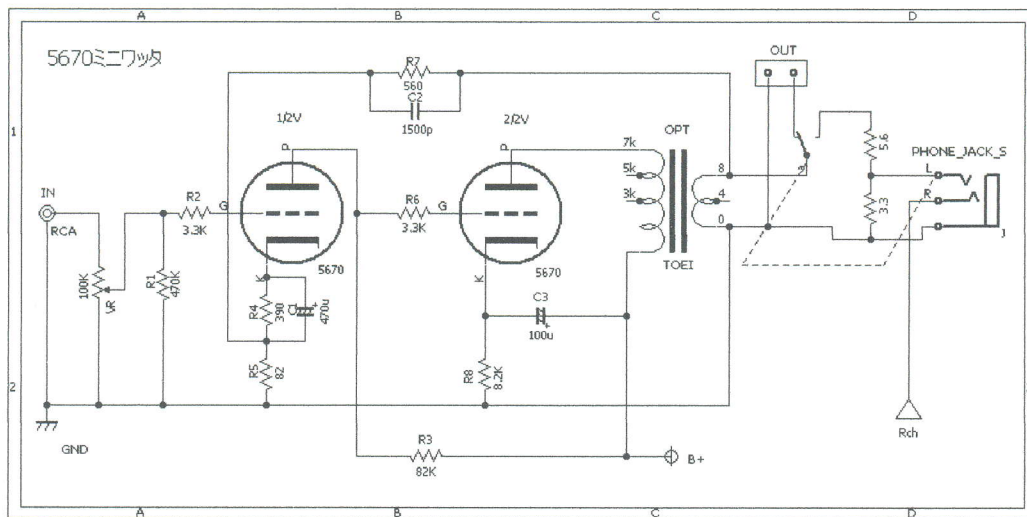 A B C D
5670ミニワッタ
R7
560
C2
1500p
OUT
1
1
1/2V
2/2V
P
P
OPT
7k
5k
3k
8
4
0
TOEI
5.6
3.3
3
PHONE_JACK_S
L
R
J
IN
RCA
R2
3.3K
G
R6
3.3K
G
5670
5670
K
K
100K
VR
R1
470K
R4
390
C1
+
470u
C3
+
100u
R5
82
R8
8.2K
2
2
GND
R3
82K
B+
Rch
A B C D